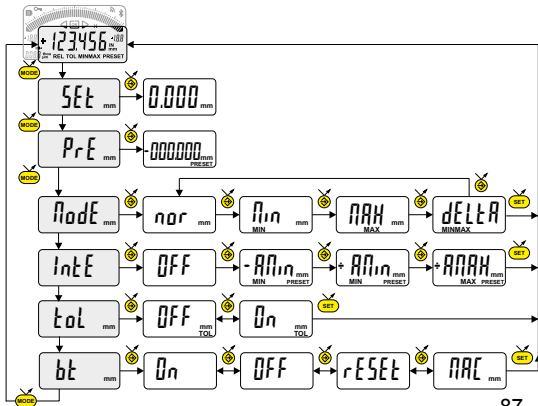 + 123.456 IN mm -188
REL TOL MINMAX PRESET
MODE
SEt mm
0.000 mm
MODE
PrE mm
-000.000 mm
PRESET
MODE
ModE mm
nor mm
Min mm
MIN
MAX mm
MAX
dELtA
MINMAX
SET
IntE mm
OFF mm
-AMin mm
MIN PRESET
÷AMin mm
MIN PRESET
÷AMAX mm
MAX PRESET
SET
toL mm
OFF mm
TOL
On mm
TOL
SET
bt mm
On
OFF
rESEt
MAC mm
SET
MODE
87